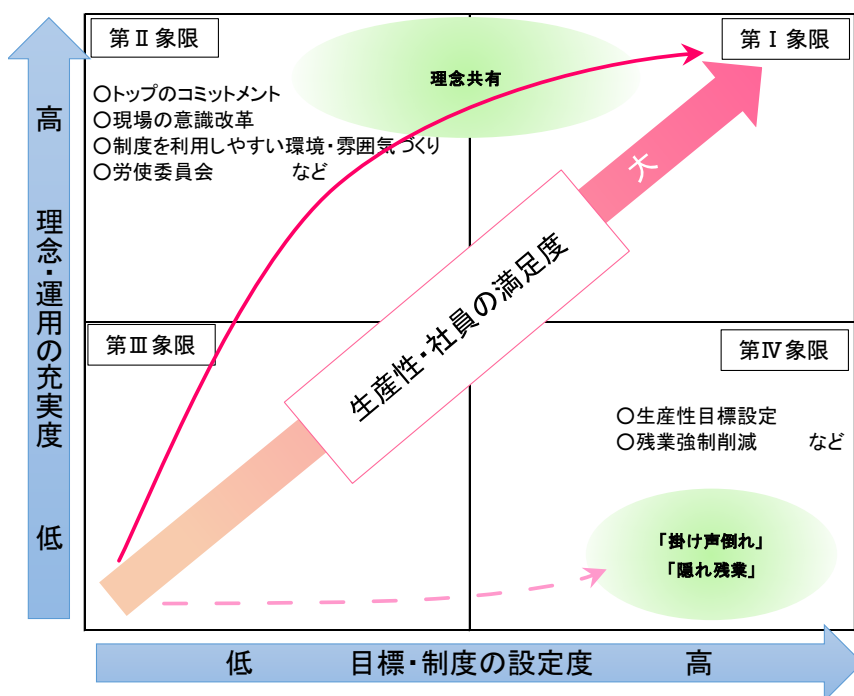 第Ⅱ象限
第Ⅰ象限
理念共有
○トップのコミットメント
○現場の意識改革
○制度を利用しやすい環境・雰囲気づくり
○労使委員会 など
大
生産性・社員の満足度
高 理念・運用の充実度 低
第Ⅲ象限
第Ⅳ象限
○生産性目標設定
○残業強制削減 など
「掛け声倒れ」
「隠れ残業」
低 目標・制度の設定度 高